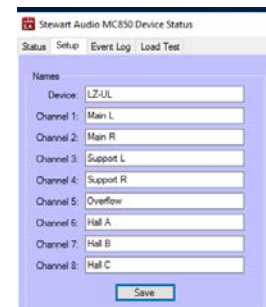 Stewart Audio MC850 Device Status
Status Setup Event Log Load Test
Names
Device: LZ-UL
Channel 1: Main L
Channel 2: Main R
Channel 3: Support L
Channel 4: Support R
Channel 5: Overflow
Channel 6: Hall A
Channel 7: Hall B
Channel 8: Hall C
Save